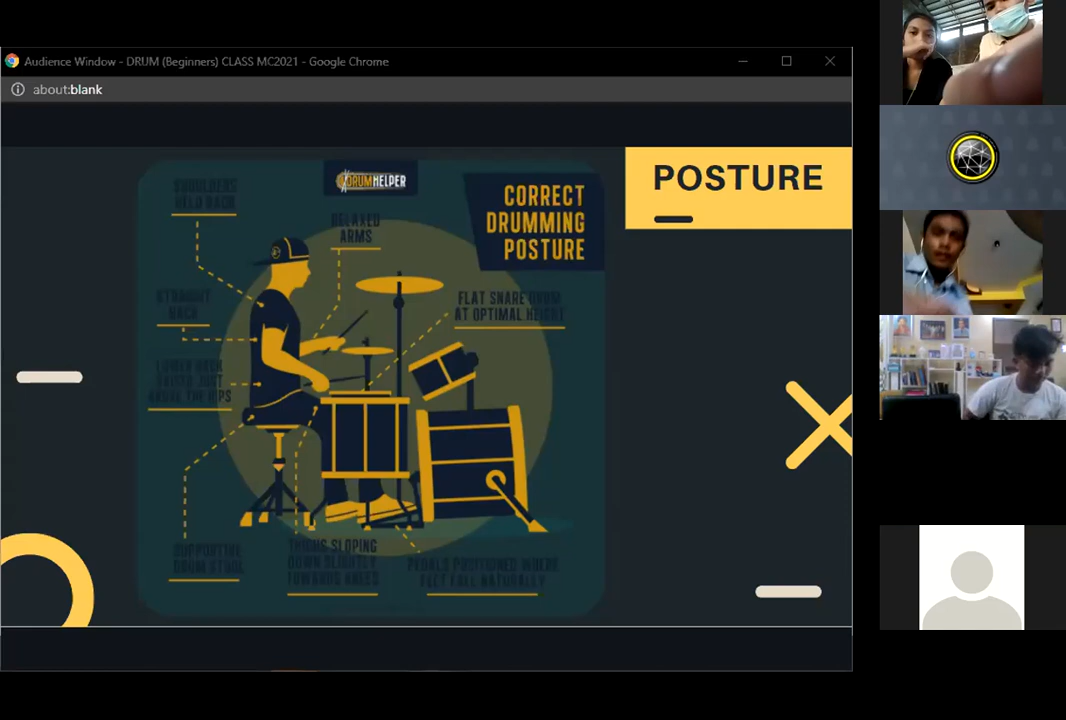 Audience Window - DRUM (Beginners) CLASS MC2021 - Google Chrome
about:blank
POSTURE
DRUMHELPER
CORRECT
DRUMMING
POSTURE
SHOULDERS
HELD BACK
RELAXED
ARMS
STRAIGHT
BACK
FLAT SNARE DRUM
AT OPTIMAL HEIGHT
LOWER BACK
RAISED JUST
ABOVE THE HIPS
SUPPORTIVE
DRUM STOOL
THIGHS SLOPING
DOWN SLIGHTLY
TOWARDS KNEES
PEDALS POSITIONED WHERE
FEET FALL NATURALLY